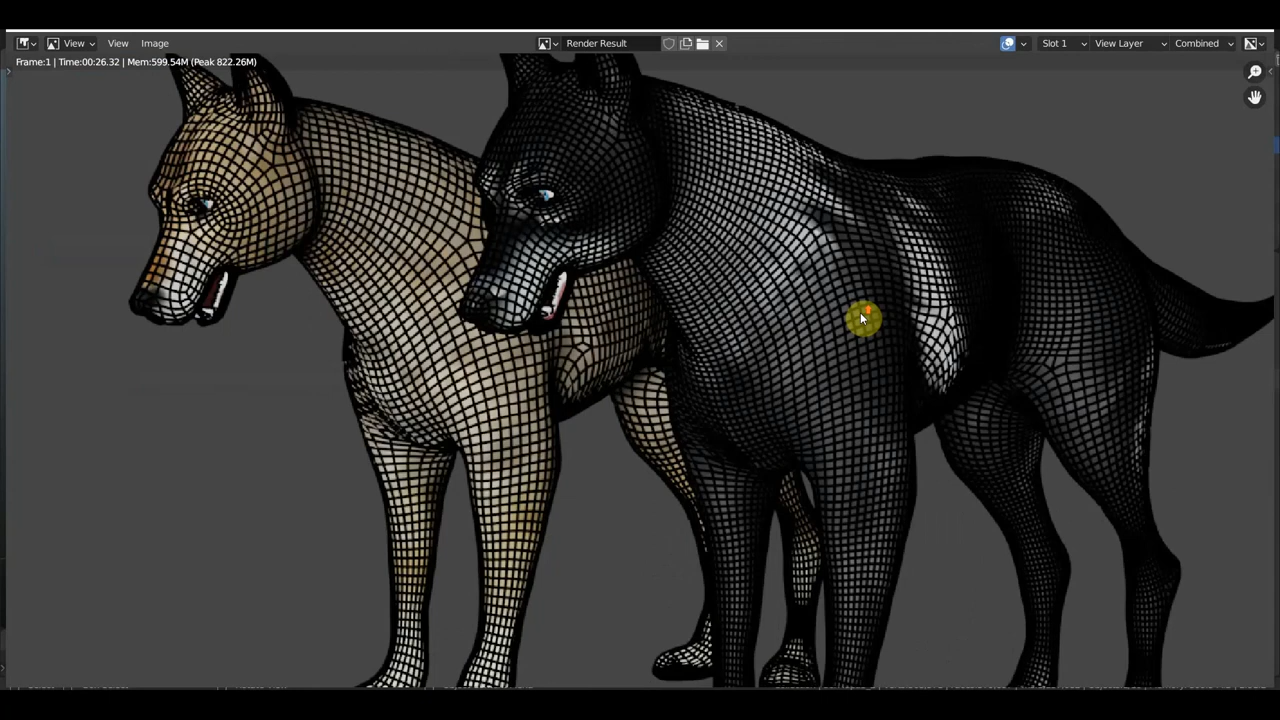 View View Image Render Result Slot 1 View Layer Combined
Frame:1 | Time:00:26.32 | Mem:599.54M (Peak 822.26M)